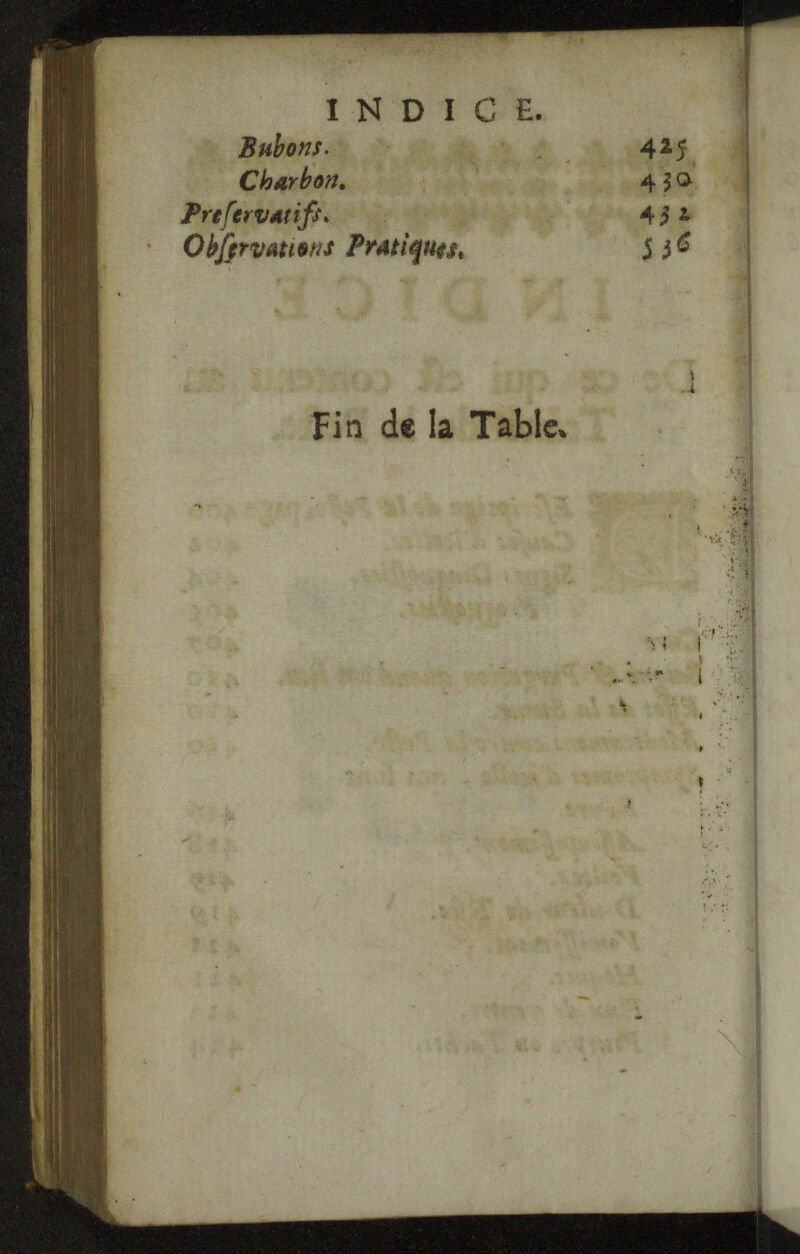 INDICE.
Bubons. 425
Charbon. 430
Preſervatifs. 432
Obſervations Pratiques. 536
Fin de la Table.